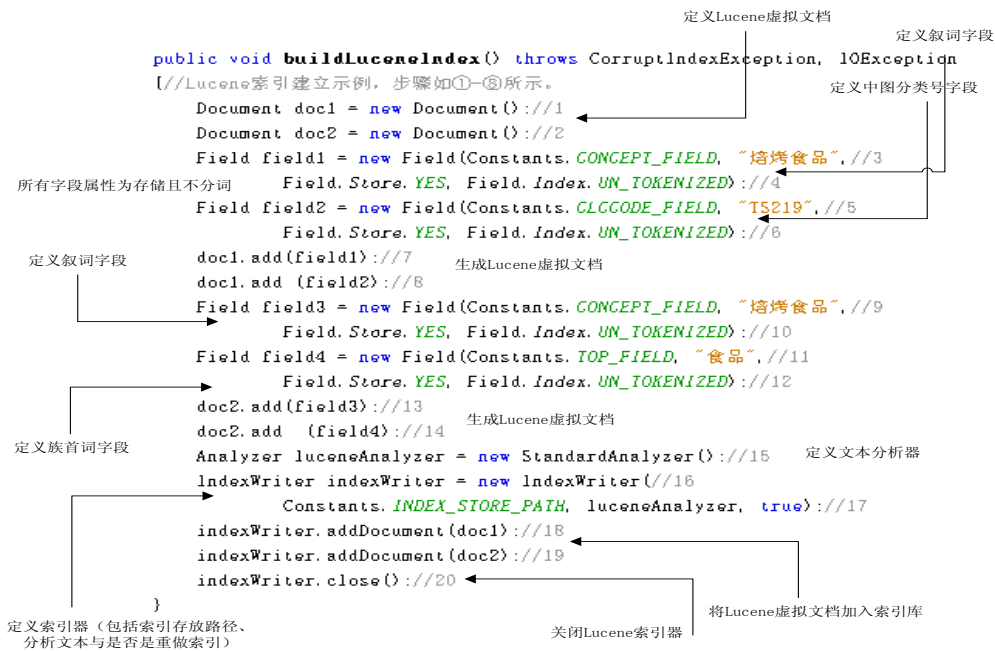 定义Lucene虚拟文档
定义叙词字段
public void buildLuceneIndex() throws CorruptIndexException, IOException
{//Lucene索引建立示例，步骤如①-⑧所示。
定义中图分类号字段
Document doc1 = new Document();//1
Document doc2 = new Document();//2
Field field1 = new Field(Constants.CONCEPT_FIELD, "焙烤食品",//3
所有字段属性为存储且不分词
Field.Store.YES, Field.Index.UN_TOKENIZED);//4
Field field2 = new Field(Constants.CLCCODE_FIELD, "TS219",//5
Field.Store.YES, Field.Index.UN_TOKENIZED);//6
定义叙词字段
doc1.add(field1);//7
生成Lucene虚拟文档
doc1.add (field2);//8
Field field3 = new Field(Constants.CONCEPT_FIELD, "焙烤食品",//9
Field.Store.YES, Field.Index.UN_TOKENIZED);//10
Field field4 = new Field(Constants.TOP_FIELD, "食品",//11
Field.Store.YES, Field.Index.UN_TOKENIZED);//12
doc2.add(field3);//13
生成Lucene虚拟文档
doc2.add (field4);//14
定义族首词字段
Analyzer luceneAnalyzer = new StandardAnalyzer();//15
定义文本分析器
IndexWriter indexWriter = new IndexWriter(//16
Constants.INDEX_STORE_PATH, luceneAnalyzer, true);//17
indexWriter.addDocument(doc1);//18
indexWriter.addDocument(doc2);//19
indexWriter.close();//20
}
将Lucene虚拟文档加入索引库
定义索引器（包括索引存放路径、
分析文本与是否是重做索引）
关闭Lucene索引器